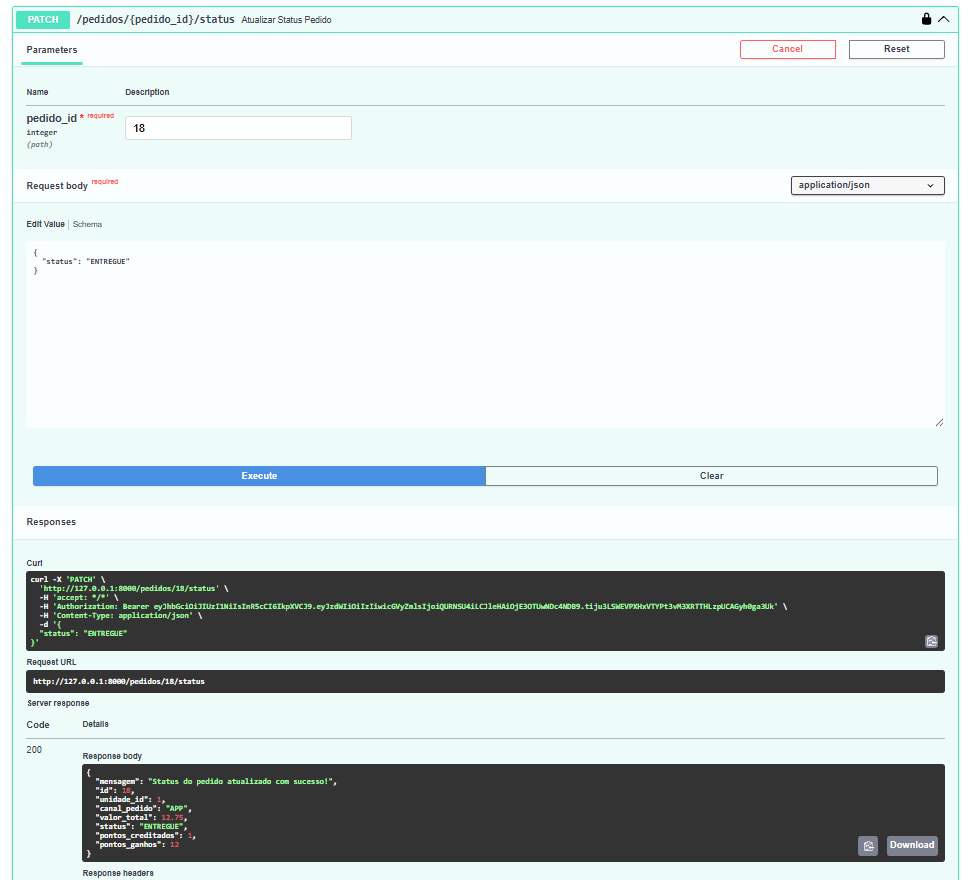 PATCH /pedidos/{pedido_id}/status Atualizar Status Pedido
Parameters
Cancel
Reset
Name Description
pedido_id * required
integer
(path)
18
Request body required
application/json
Edit Value | Schema
{
"status": "ENTREGUE"
}
Execute
Clear
Responses
Curl
curl -X 'PATCH' \
'http://127.0.0.1:8000/pedidos/18/status' \
-H 'accept: */*' \
-H 'Authorization: Bearer
-H 'Content-Type: application/json' \
-d '{
"status": "ENTREGUE"
}'
Request URL
http://127.0.0.1:8000/pedidos/18/status
Server response
Code Details
200
Response body
{
"mensagem": "Status do pedido atualizado com sucesso!",
"id": 18,
"unidade_id": 1,
"canal_pedido": "APP",
"valor_total": 12.75,
"status": "ENTREGUE",
"pontos_creditados": 1,
"pontos_ganhos": 12
}
Download
Response headers